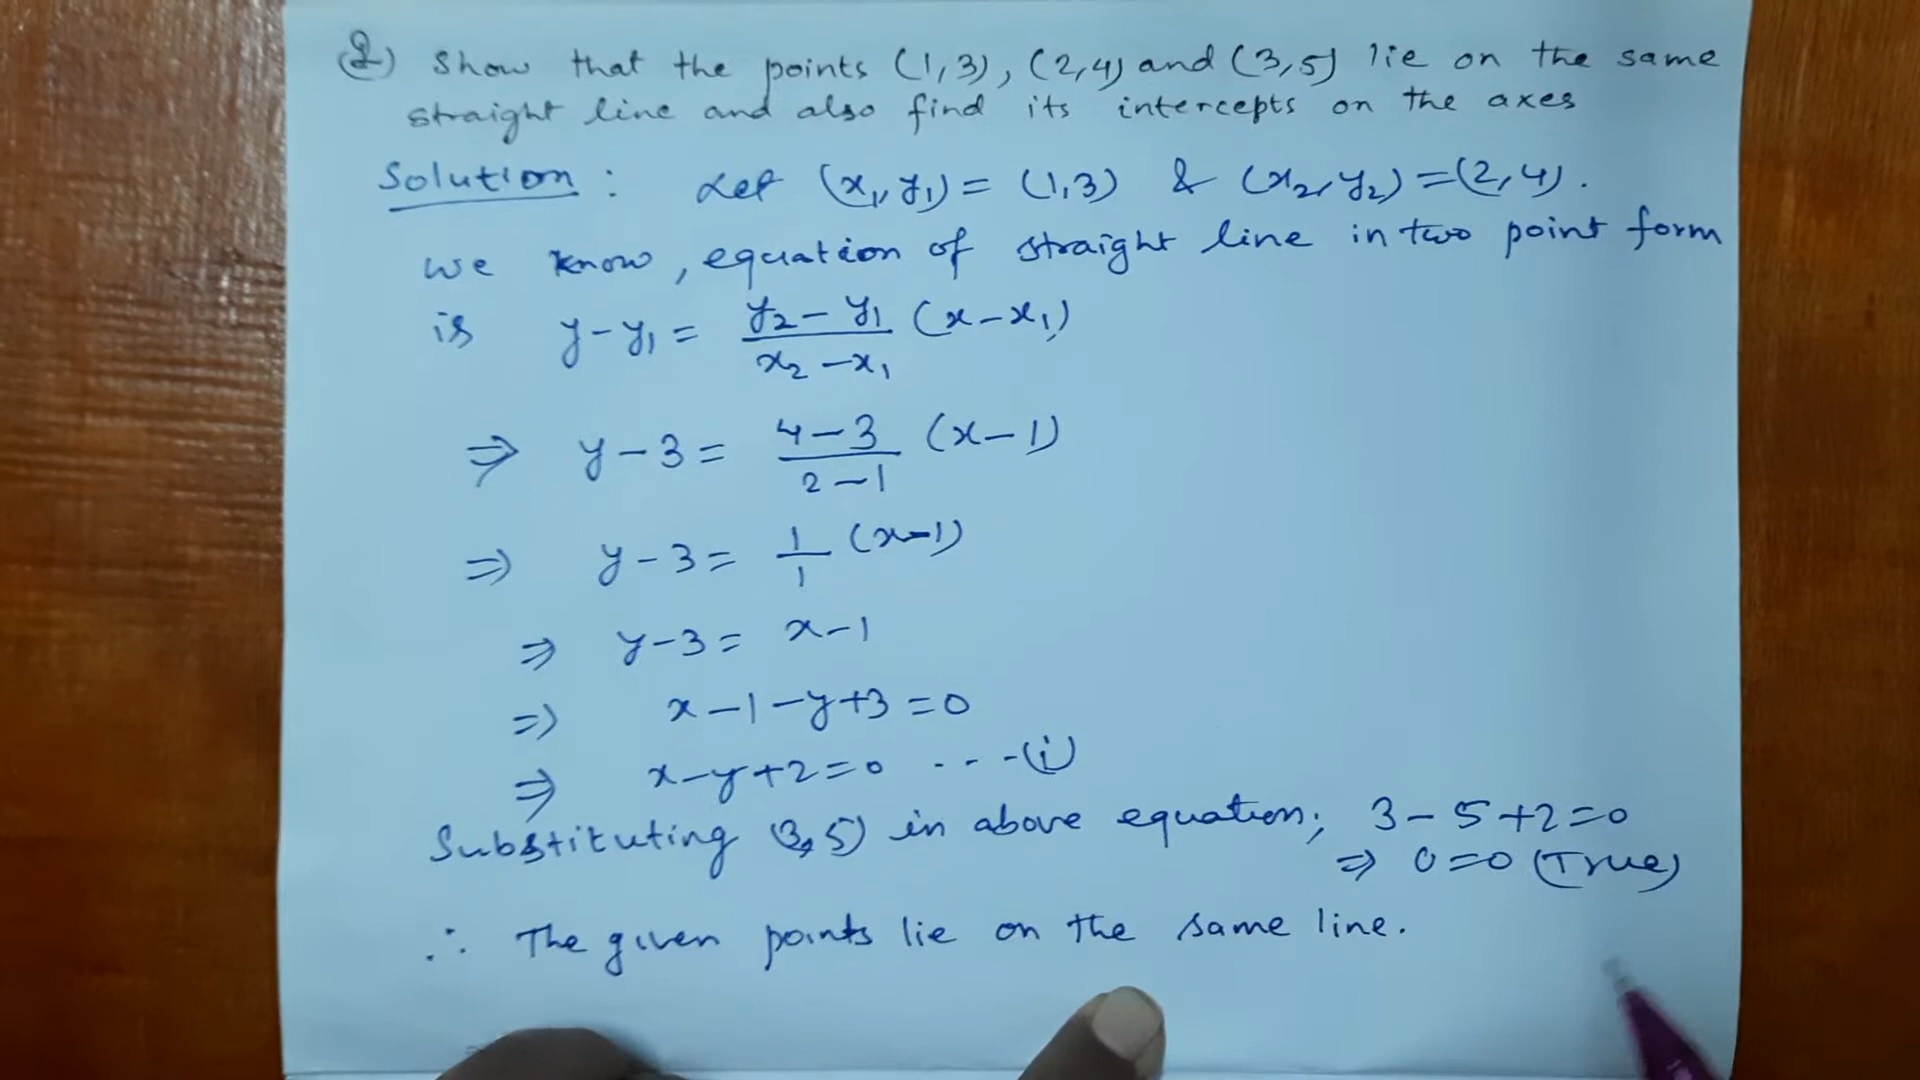 Q) Show that the points (1,3), (2,4) and (3,5) lie on the same
straight line and also find its intercepts on the axes
Solution : Let (x₁, y₁) = (1,3) & (x₂, y₂) = (2,4).
we know, equation of straight line in two point form
is y - y₁ = (y₂ - y₁)/(x₂ - x₁) (x - x₁)
⇒ y - 3 = (4 - 3)/(2 - 1) (x - 1)
⇒ y - 3 = 1/1 (x - 1)
⇒ y - 3 = x - 1
⇒ x - 1 - y + 3 = 0
⇒ x - y + 2 = 0 ... -(i)
Substituting (3,5) in above equation; 3 - 5 + 2 = 0
⇒ 0 = 0 (True)
∴ The given points lie on the same line.